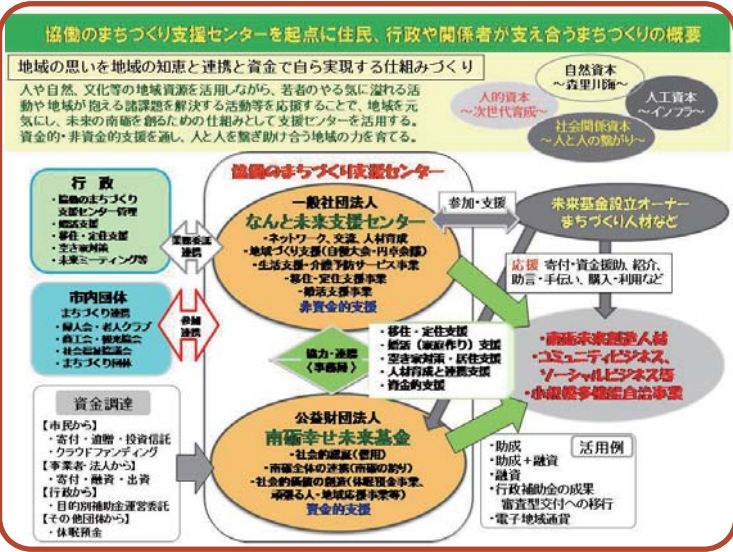 協働のまちづくり支援センターを起点に住民、行政や関係者が支え合うまちづくりの概要
地域の思いを地域の知恵と連携と資金で自ら実現する仕組みづくり
人や自然、文化等の地域資源を活用しながら、若者のやる気に溢れる活
動や地域が抱える諸課題を解決する活動等を応援することで、地域を元
気にし、未来の南砺を創るための仕組みとして支援センターを活用する。
資金的・非資金的支援を通し、人と人を繋ぎ助け合う地域の力を育てる。
自然資本
～森里川海～
人的資本
～次世代育成～
人工資本
～インフラ～
社会関係資本
～人と人の繋がり～
行 政
・協働のまちづくり
支援センター管理
・婚活支援
・移住・定住支援
・空き家対策
・未来ミーティング等
業務委託
連携
市内団体
まちづくり連携
・婦人会・老人クラブ
・商工会・観光協会
・社会福祉協議会
・まちづくり団体
参加
連携
資金調達
【市民から】
・寄付・遺贈・投資信託
・クラウドファンディング
【事業者・法人から】
・寄付・融資・出資
【行政から】
・目的別補助金運営委託
【その他団体から】
・休眠預金
協働のまちづくり支援センター
一般社団法人
なんと未来支援センター
・ネットワーク、交流、人材育成
・地域づくり支援(自慢大会・円卓会議)
・生活支援・介護予防サービス事業
・移住・定住支援事業
・婚活支援事業
非資金的支援
協力・連携
〈事務局〉
・移住・定住支援
・婚活（家庭作り）支援
・空き家対策・居住支援
・人材育成と連携支援
・資金的支援
公益財団法人
南砺幸せ未来基金
・社会的認証(信用)
・南砺全体の連携(南砺の誇り)
・社会的価値の創造(休眠預金事業、
頑張る人・地域応援事業等)
資金的支援
参加・支援
未来基金設立オーナー
まちづくり人材など
応援 寄付・資金援助、紹介、
助言・手伝い、購入・利用など
・南砺未来創造人材
・コミュニティビジネス、
ソーシャルビジネス等
・小規模多機能自治事業
活用例
・助成
・助成＋融資
・融資
・行政補助金の成果
審査型交付への移行
・電子地域通貨